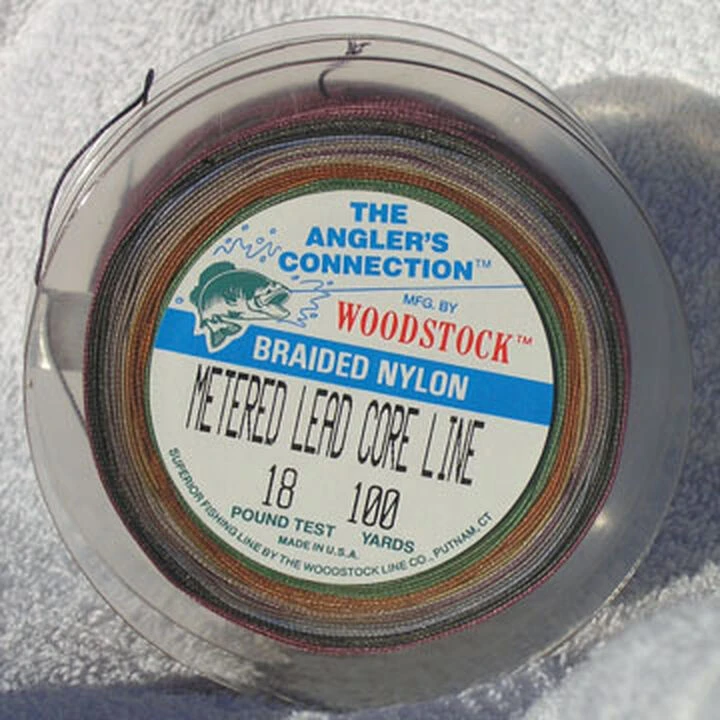 THE
ANGLER'S
CONNECTION™
MFG. BY
WOODSTOCK™
BRAIDED NYLON
METERED LEAD CORE LINE
18 100
POUND TEST YARDS
MADE IN U.S.A.
SUPERIOR FISHING LINE BY THE WOODSTOCK LINE CO., PUTNAM, CT